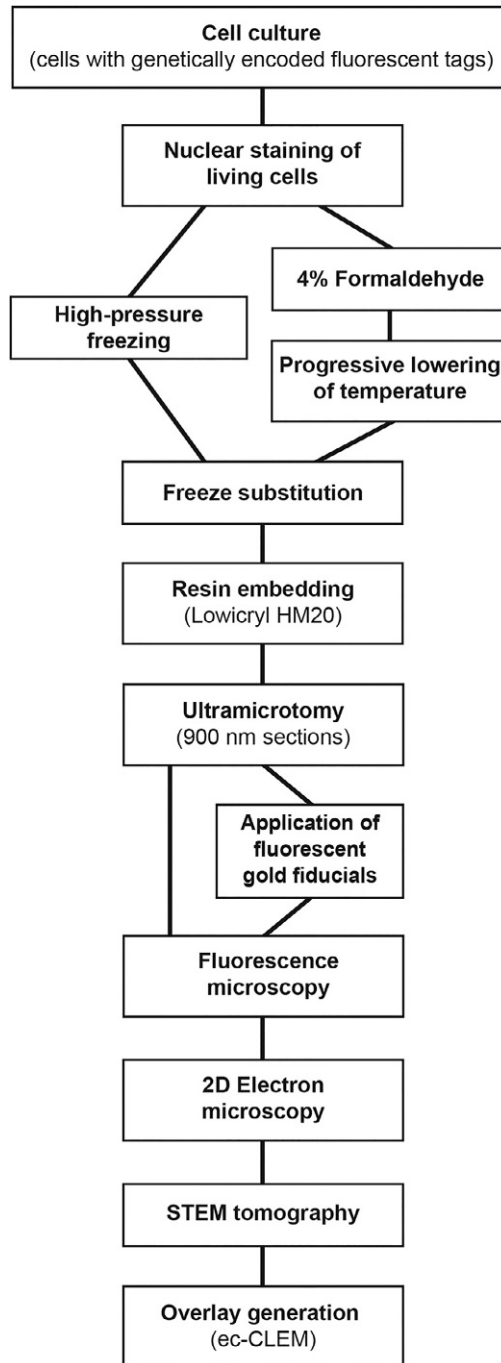 Cell culture
(cells with genetically encoded fluorescent tags)
Nuclear staining of
living cells
High-pressure
freezing
4% Formaldehyde
Progressive lowering
of temperature
Freeze substitution
Resin embedding
(Lowicryl HM20)
Ultramicrotomy
(900 nm sections)
Application of
fluorescent
gold fiducials
Fluorescence
microscopy
2D Electron
microscopy
STEM tomography
Overlay generation
(ec-CLEM)